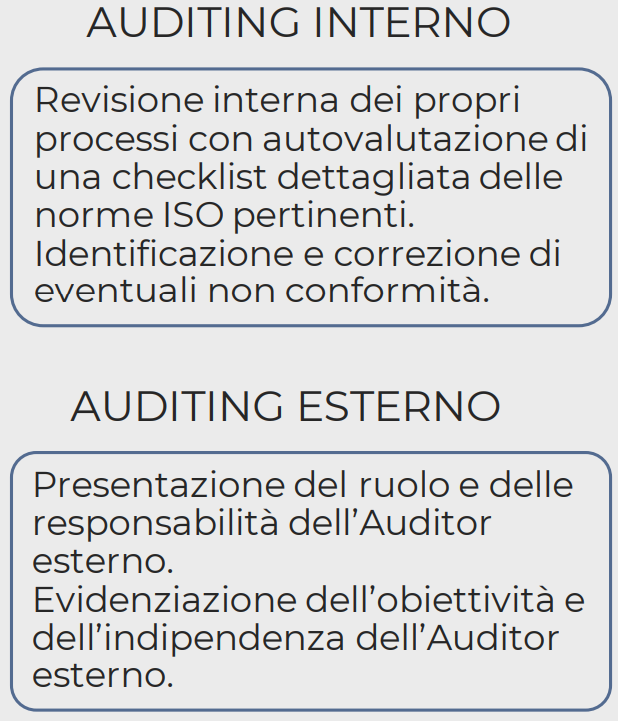 AUDITING INTERNO
Revisione interna dei propri
processi con autovalutazione di
una checklist dettagliata delle
norme ISO pertinenti.
Identificazione e correzione di
eventuali non conformità.
AUDITING ESTERNO
Presentazione del ruolo e delle
responsabilità dell’Auditor
esterno.
Evidenziazione dell’obiettività e
dell’indipendenza dell’Auditor
esterno.